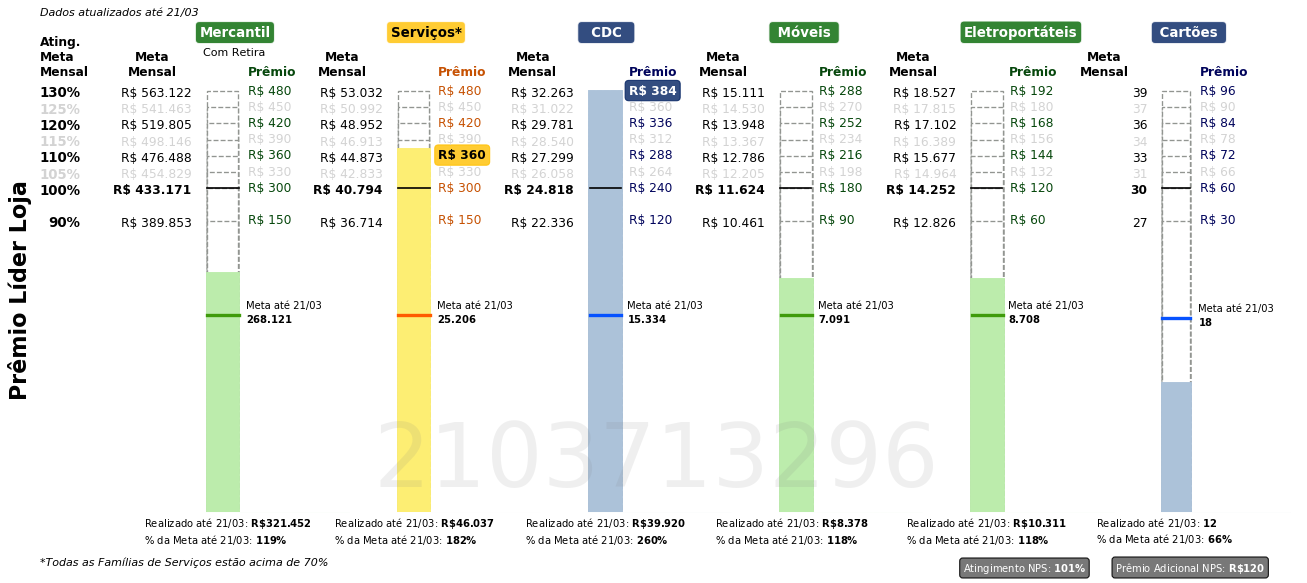 Dados atualizados até 21/03
Mercantil Serviços* CDC Móveis Eletroportáteis Cartões
Com Retira
Ating. Meta Mensal
Meta Mensal Prêmio Meta Mensal Prêmio Meta Mensal Prêmio Meta Mensal Prêmio Meta Mensal Prêmio Meta Mensal Prêmio
130% R$ 563.122 R$ 480 R$ 53.032 R$ 480 R$ 32.263 R$ 384 R$ 15.111 R$ 288 R$ 18.527 R$ 192 39 R$ 96
125% R$ 541.463 R$ 450 R$ 50.992 R$ 450 R$ 31.022 R$ 360 R$ 14.530 R$ 270 R$ 17.815 R$ 180 37 R$ 90
120% R$ 519.805 R$ 420 R$ 48.952 R$ 420 R$ 29.781 R$ 336 R$ 13.948 R$ 252 R$ 17.102 R$ 168 36 R$ 84
115% R$ 498.146 R$ 390 R$ 46.913 R$ 390 R$ 28.540 R$ 312 R$ 13.367 R$ 234 R$ 16.389 R$ 156 34 R$ 78
110% R$ 476.488 R$ 360 R$ 44.873 R$ 360 R$ 27.299 R$ 288 R$ 12.786 R$ 216 R$ 15.677 R$ 144 33 R$ 72
105% R$ 454.829 R$ 330 R$ 42.833 R$ 330 R$ 26.058 R$ 264 R$ 12.205 R$ 198 R$ 14.964 R$ 132 31 R$ 66
100% R$ 433.171 R$ 300 R$ 40.794 R$ 300 R$ 24.818 R$ 240 R$ 11.624 R$ 180 R$ 14.252 R$ 120 30 R$ 60
90% R$ 389.853 R$ 150 R$ 36.714 R$ 150 R$ 22.336 R$ 120 R$ 10.461 R$ 90 R$ 12.826 R$ 60 27 R$ 30
Prêmio Líder Loja
Meta até 21/03 Meta até 21/03 Meta até 21/03 Meta até 21/03 Meta até 21/03 Meta até 21/03
268.121 25.206 15.334 7.091 8.708 18
2103713296
Realizado até 21/03: R$321.452 Realizado até 21/03: R$46.037 Realizado até 21/03: R$39.920 Realizado até 21/03: R$8.378 Realizado até 21/03: R$10.311 Realizado até 21/03: 12
% da Meta até 21/03: 119% % da Meta até 21/03: 182% % da Meta até 21/03: 260% % da Meta até 21/03: 118% % da Meta até 21/03: 118% % da Meta até 21/03: 66%
*Todas as Famílias de Serviços estão acima de 70% Atingimento NPS: 101% Prêmio Adicional NPS: R$120